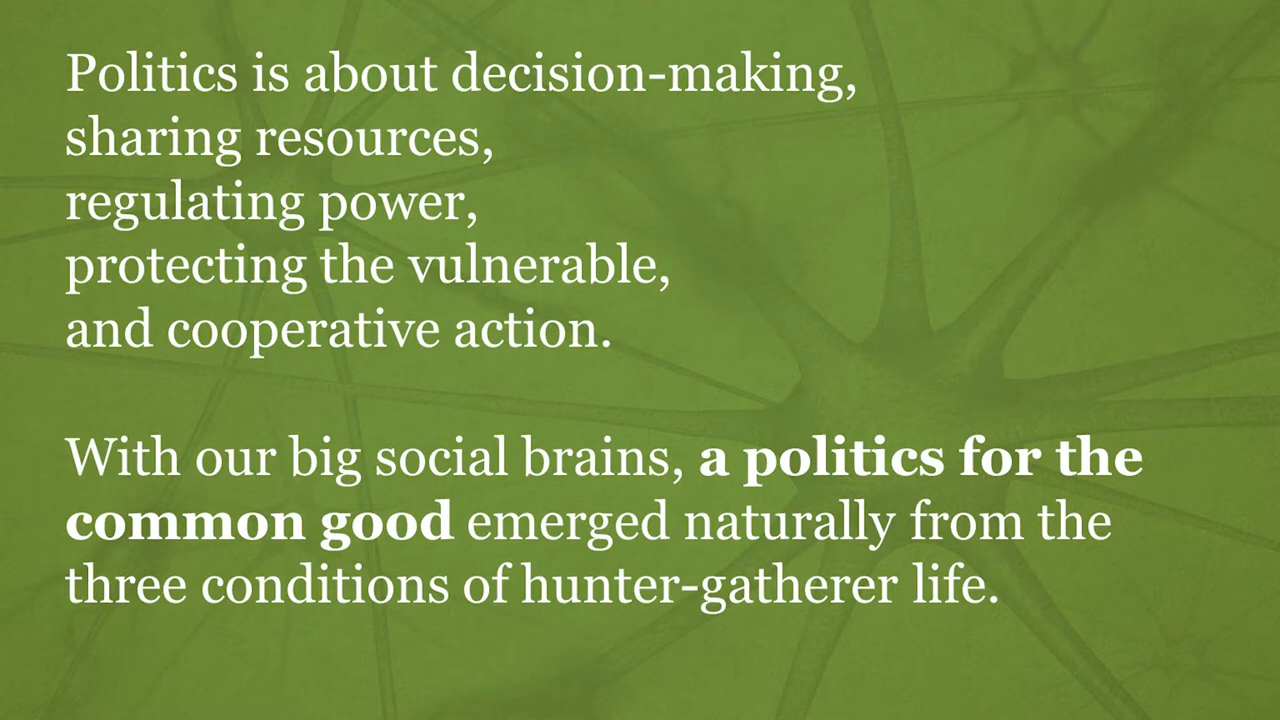 Politics is about decision-making,
sharing resources,
regulating power,
protecting the vulnerable,
and cooperative action.
With our big social brains, a politics for the
common good emerged naturally from the
three conditions of hunter-gatherer life.